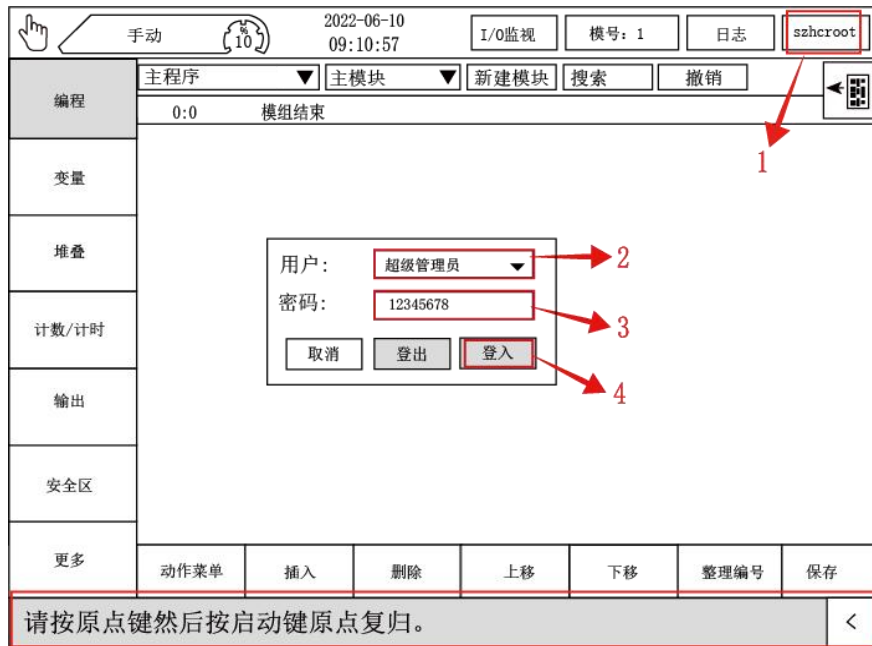 手动
%
10
2022-06-10
09:10:57
I/O监视
模号: 1
日志
szhcroot
编程
主程序
主模块
新建模块
搜索
撤销
0:0
模组结束
1
变量
堆叠
用户:
超级管理员
2
密码:
12345678
3
计数/计时
取消
登出
登入
4
输出
安全区
更多
动作菜单
插入
删除
上移
下移
整理编号
保存
请按原点键然后按启动键原点复归。
<